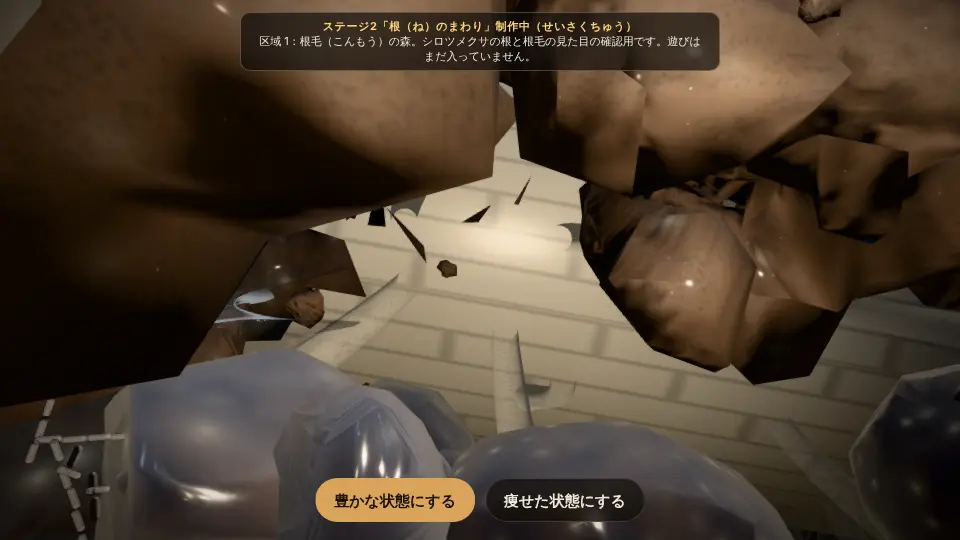 ステージ2「根（ね）のまわり」制作中（せいさくちゅう）
区域1：根毛（こんもう）の森。シロツメクサの根と根毛の見た目の確認用です。遊びは
まだ入っていません。
豊かな状態にする
痩せた状態にする